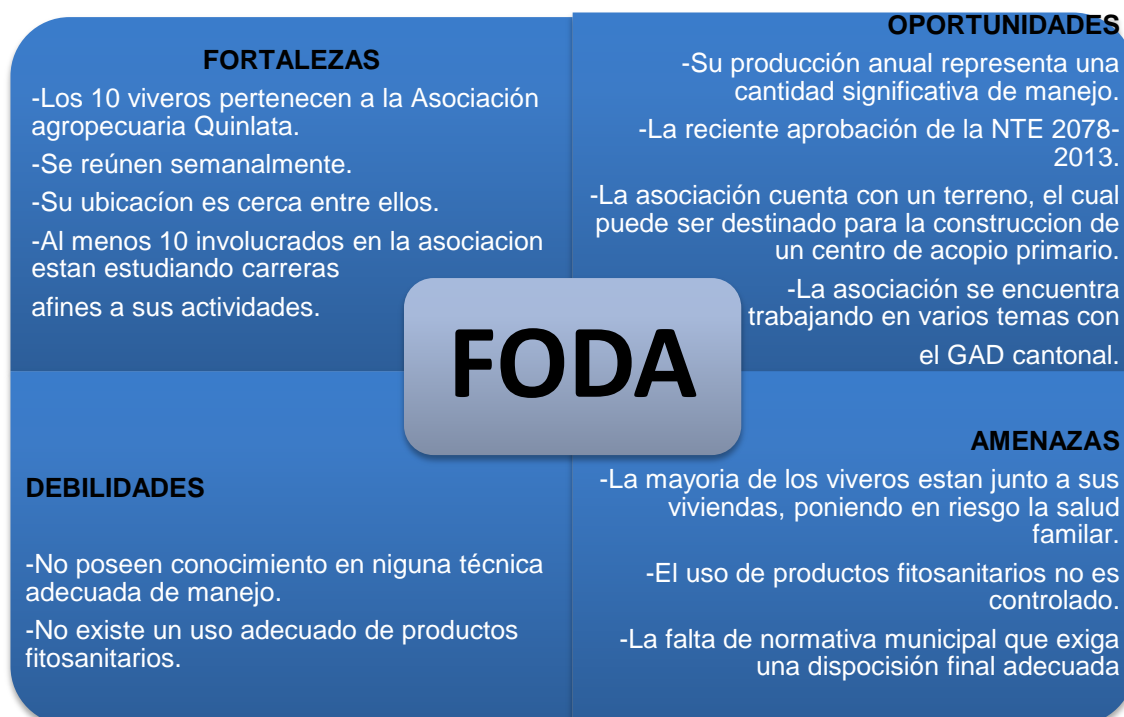 FORTALEZAS
-Los 10 viveros pertenecen a la Asociación
agropecuaria Quinlata.
-Se reúnen semanalmente.
-Su ubicacíon es cerca entre ellos.
-Al menos 10 involucrados en la asociacion
estan estudiando carreras
afines a sus actividades.
OPORTUNIDADES
-Su producción anual representa una
cantidad significativa de manejo.
-La reciente aprobación de la NTE 2078-
2013.
-La asociación cuenta con un terreno, el cual
puede ser destinado para la construccion de
un centro de acopio primario.
-La asociación se encuentra
trabajando en varios temas con
el GAD cantonal.
FODA
DEBILIDADES
-No poseen conocimiento en niguna técnica
adecuada de manejo.
-No existe un uso adecuado de productos
fitosanitarios.
AMENAZAS
-La mayoria de los viveros estan junto a sus
viviendas, poniendo en riesgo la salud
familar.
-El uso de productos fitosanitarios no es
controlado.
-La falta de normativa municipal que exiga
una dispocisión final adecuada